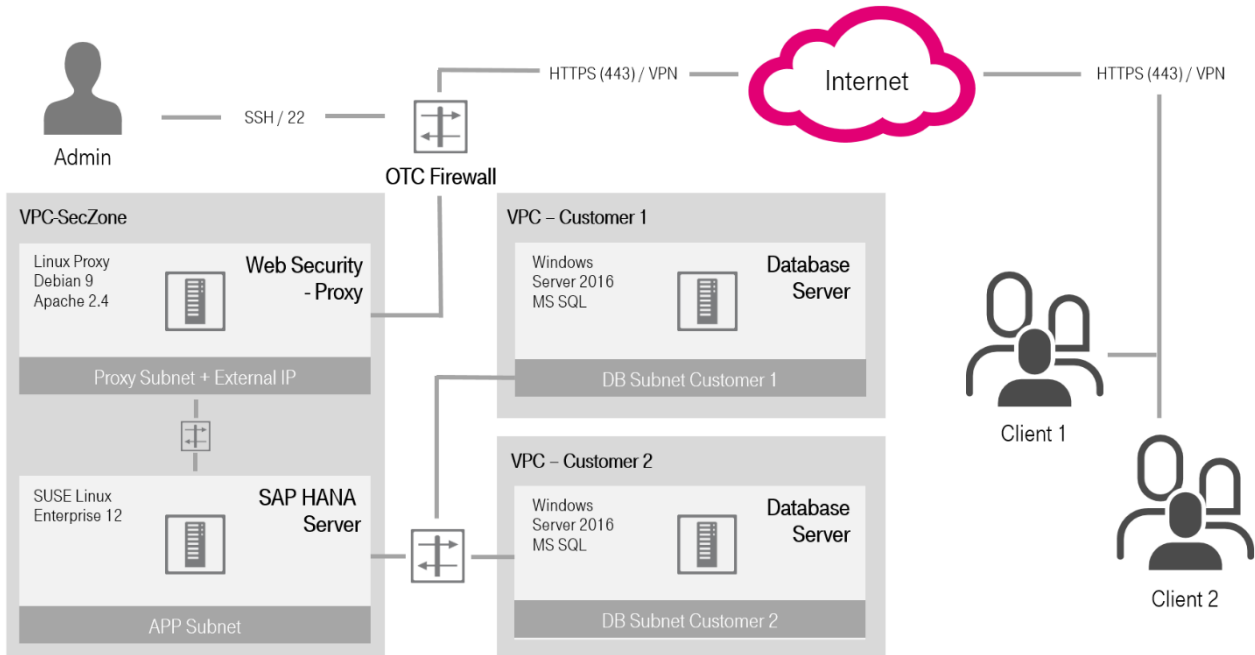 HTTPS (443) / VPN
Internet
HTTPS (443) / VPN
SSH / 22
Admin
OTC Firewall
VPC-SecZone
Linux Proxy
Debian 9
Apache 2.4
Web Security
- Proxy
Proxy Subnet + External IP
SUSE Linux
Enterprise 12
SAP HANA
Server
APP Subnet
VPC – Customer 1
Windows
Server 2016
MS SQL
Database
Server
DB Subnet Customer 1
VPC – Customer 2
Windows
Server 2016
MS SQL
Database
Server
DB Subnet Customer 2
Client 1
Client 2